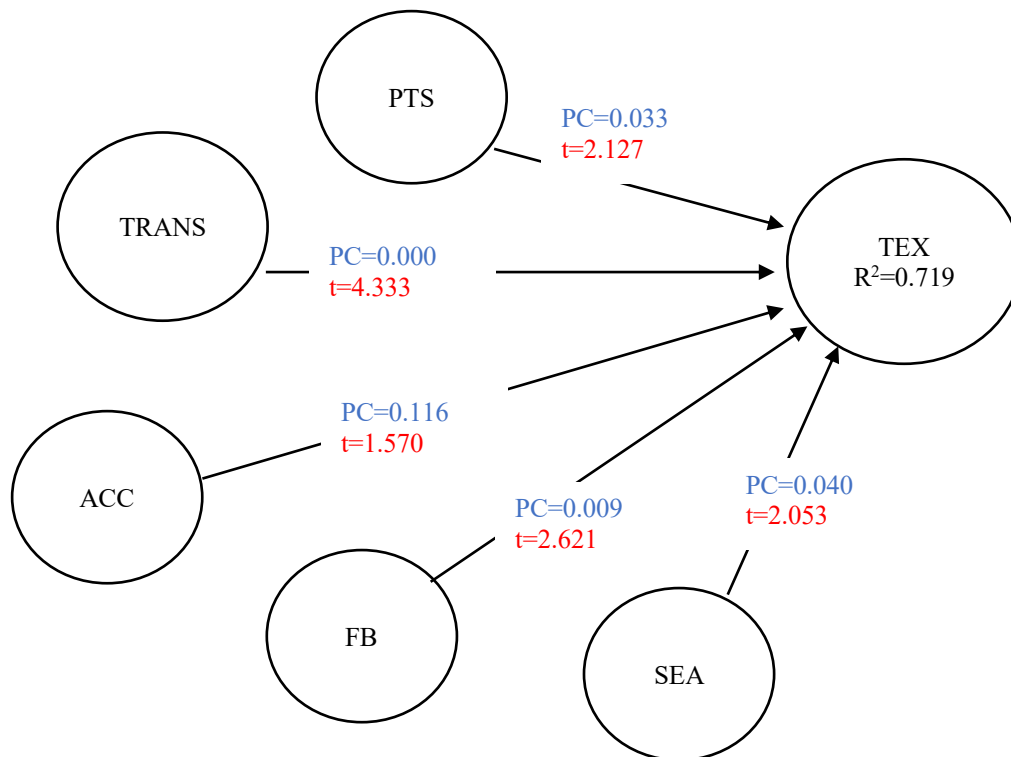 PTS
PC=0.033
t=2.127
TRANS
PC=0.000
t=4.333
TEX
R²=0.719
ACC
PC=0.116
t=1.570
FB
PC=0.009
t=2.621
SEA
PC=0.040
t=2.053